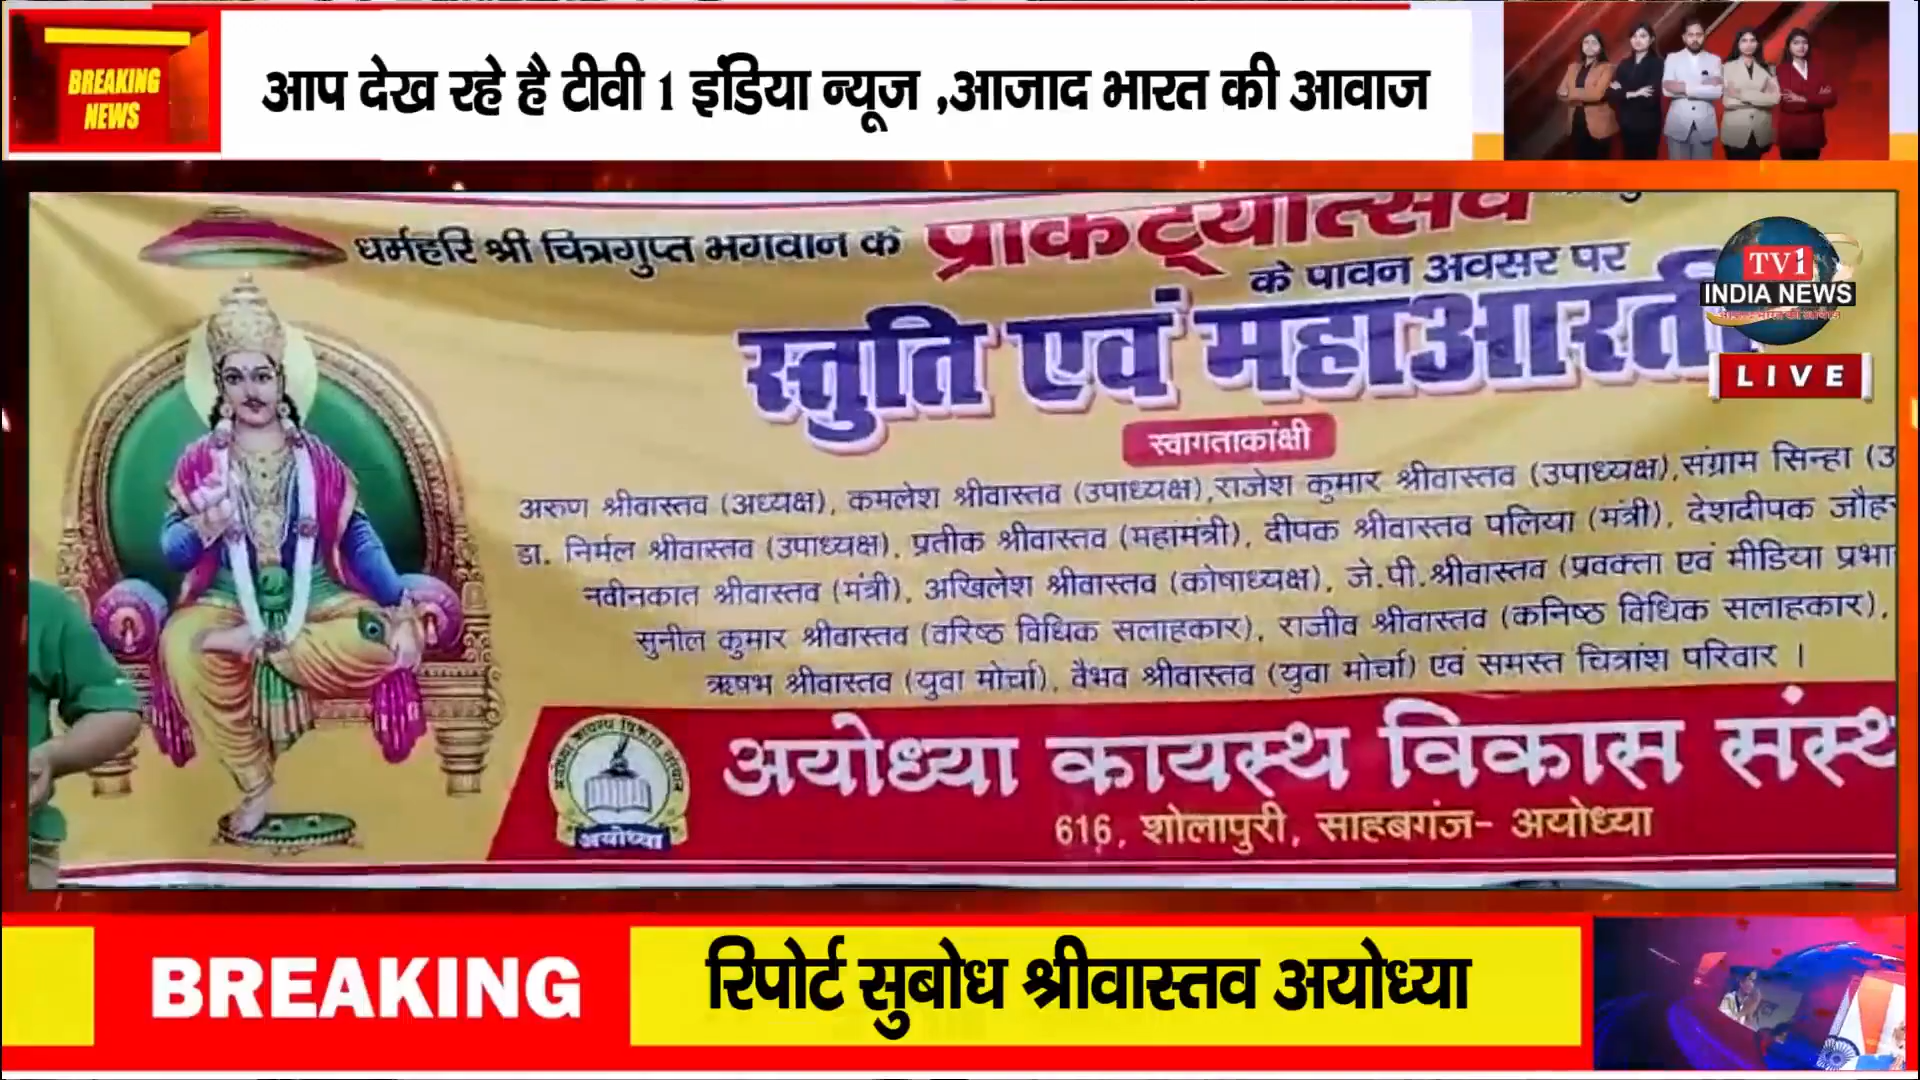 BREAKING
NEWS
आप देख रहे है टीवी 1 इंडिया न्यूज ,आजाद भारत की आवाज
धर्महरि श्री चित्रगुप्त भगवान के प्राकट्योत्सव
के पावन अवसर पर
स्तुति एवं महाआरती
TV1
INDIA NEWS
LIVE
स्वागताकांक्षी
अरुण श्रीवास्तव (अध्यक्ष), कमलेश श्रीवास्तव (उपाध्यक्ष),राजेश कुमार श्रीवास्तव (उपाध्यक्ष),संग्राम सिन्हा (उ
डा. निर्मल श्रीवास्तव (उपाध्यक्ष), प्रतीक श्रीवास्तव (महामंत्री), दीपक श्रीवास्तव पलिया (मंत्री), देशदीपक
नवीनकात श्रीवास्तव (मंत्री), अखिलेश श्रीवास्तव (कोषाध्यक्ष), जे.पी.श्रीवास्तव (प्रवक्ता एवं मीडिया प्रभा
सुनील कुमार श्रीवास्तव (वरिष्ठ विधिक सलाहकार), राजीव श्रीवास्तव (कनिष्ठ विधिक सलाहकार),
ऋषभ श्रीवास्तव (युवा मोर्चा), वैभव श्रीवास्तव (युवा मोर्चा) एवं समस्त चित्रांश परिवार ।
अयोध्या कायस्थ विकास संस्थ
अयोध्या
616, शोलापुरी, साहबगंज- अयोध्या
BREAKING
रिपोर्ट सुबोध श्रीवास्तव अयोध्या